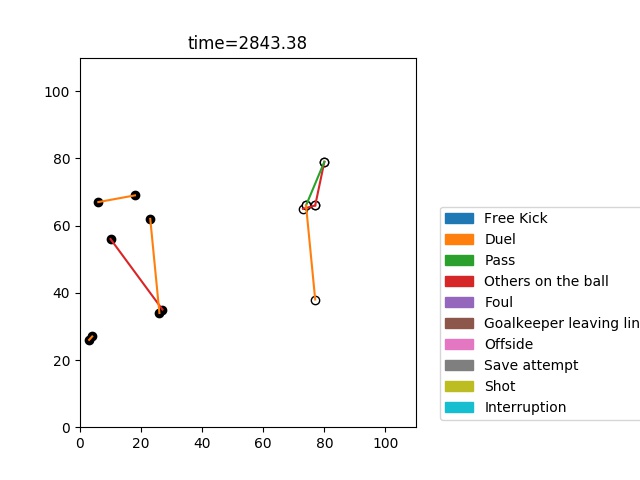 time=2843.38
100
80
60
40
20
0
0 20 40 60 80 100
Free Kick
Duel
Pass
Others on the ball
Foul
Goalkeeper leaving lin
Offside
Save attempt
Shot
Interruption